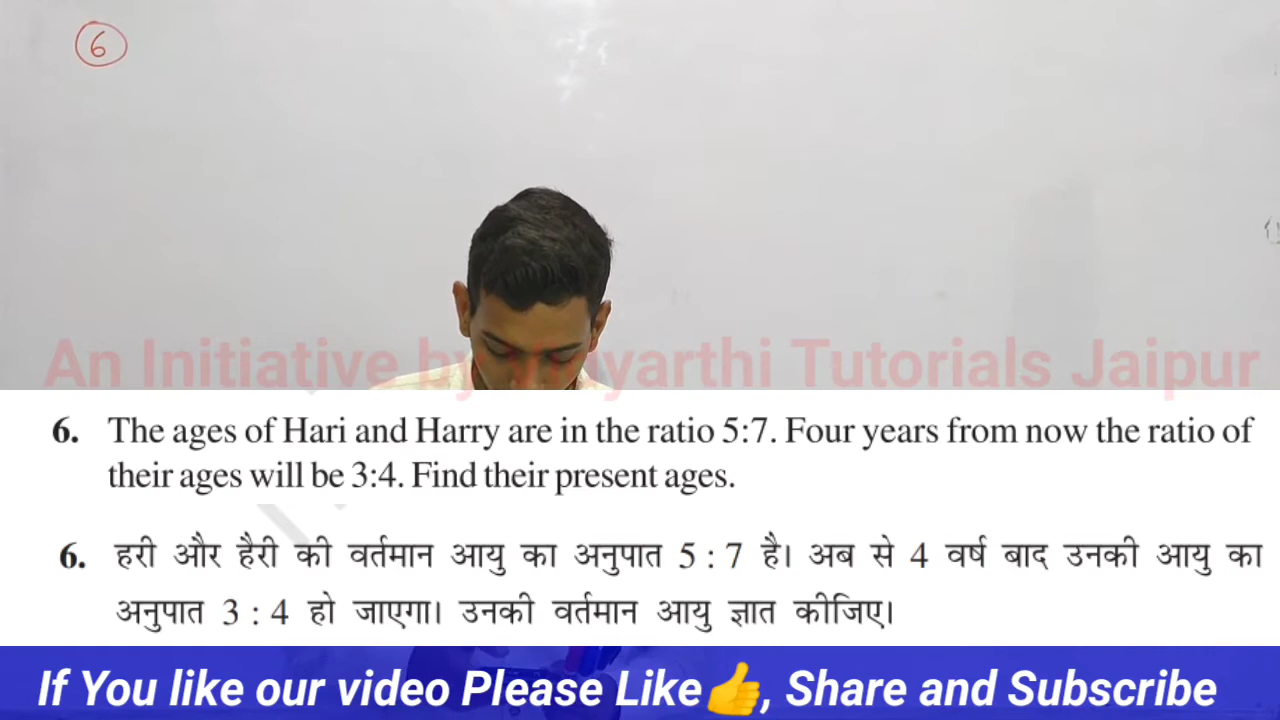 6
An Initiative by Vidyarthi Tutorials Jaipur
6. The ages of Hari and Harry are in the ratio 5:7. Four years from now the ratio of
their ages will be 3:4. Find their present ages.
6. हरी और हैरी की वर्तमान आयु का अनुपात 5 : 7 है। अब से 4 वर्ष बाद उनकी आयु का
अनुपात 3 : 4 हो जाएगा। उनकी वर्तमान आयु ज्ञात कीजिए।
If You like our video Please Like👍, Share and Subscribe